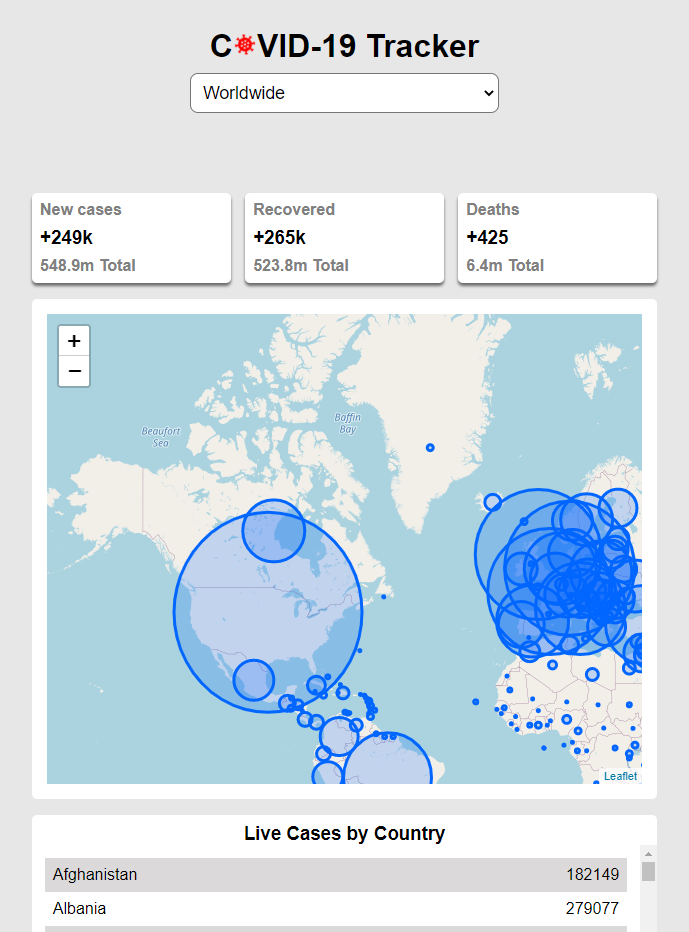 COVID-19 Tracker
Worldwide
New cases
+249k
548.9m Total
Recovered
+265k
523.8m Total
Deaths
+425
6.4m Total
+
−
Beaufort
Sea
Baffin
Bay
Leaflet
Live Cases by Country
Afghanistan 182149
Albania 279077